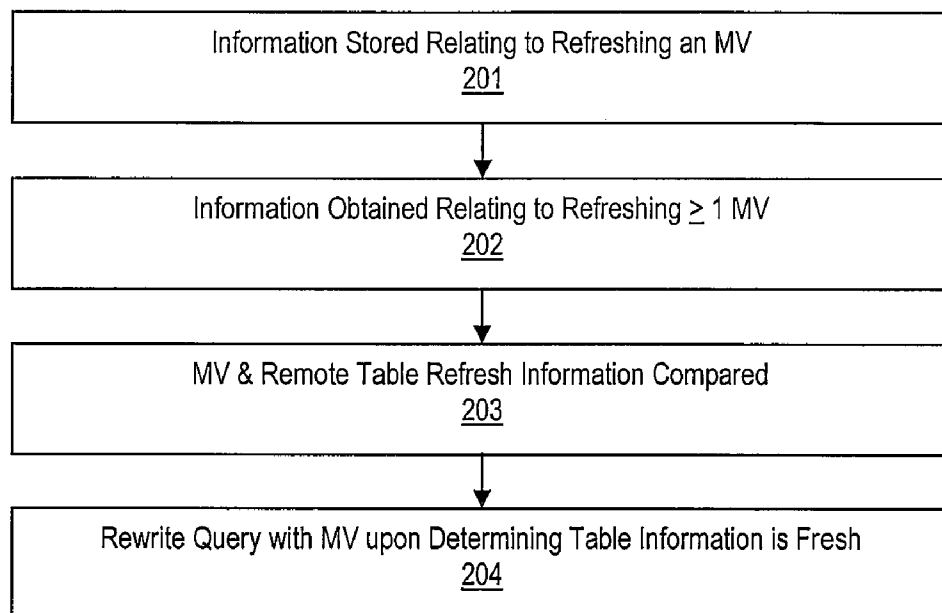 Information Stored Relating to Refreshing an MV
201
Information Obtained Relating to Refreshing ≥ 1 MV
202
MV & Remote Table Refresh Information Compared
203
Rewrite Query with MV upon Determining Table Information is Fresh
204